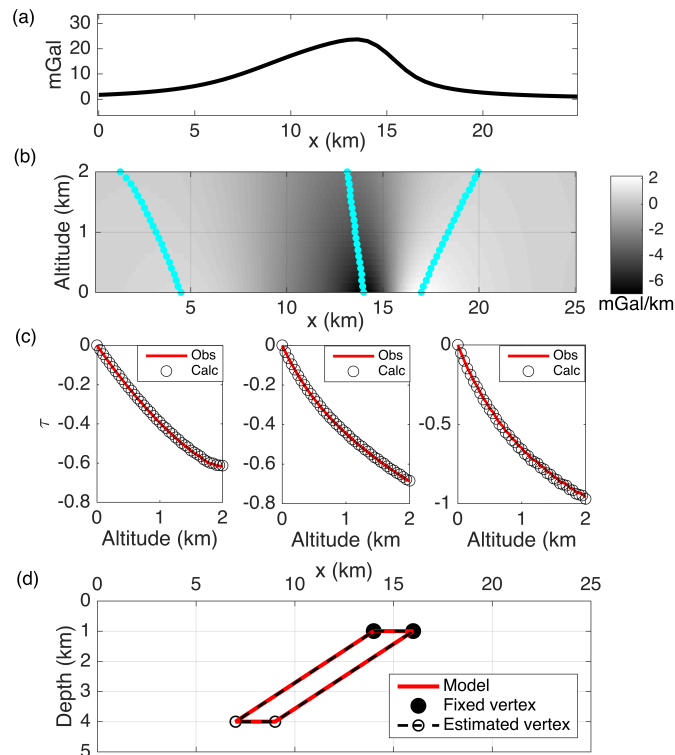 (a)
30
20
10
0
mGal
0 5 10 15 20
x (km)
(b)
2
1
0
Altitude (km)
0 5 10 15 20 25
x (km)
2
0
-2
-4
-6
mGal/km
(c)
0
-0.2
-0.4
-0.6
-0.8
τ
Obs
Calc
0 1 2
Altitude (km
0
-0.2
-0.4
-0.6
-0.8
Obs
Calc
0 1 2
Altitude (km
0
-0.5
-1
Obs
Calc
0 1 2
Altitude (km
(d)
x (km)
0 5 10 15 20 25
0
1
2
3
4
5
Depth (km)
Model
Fixed vertex
Estimated vertex